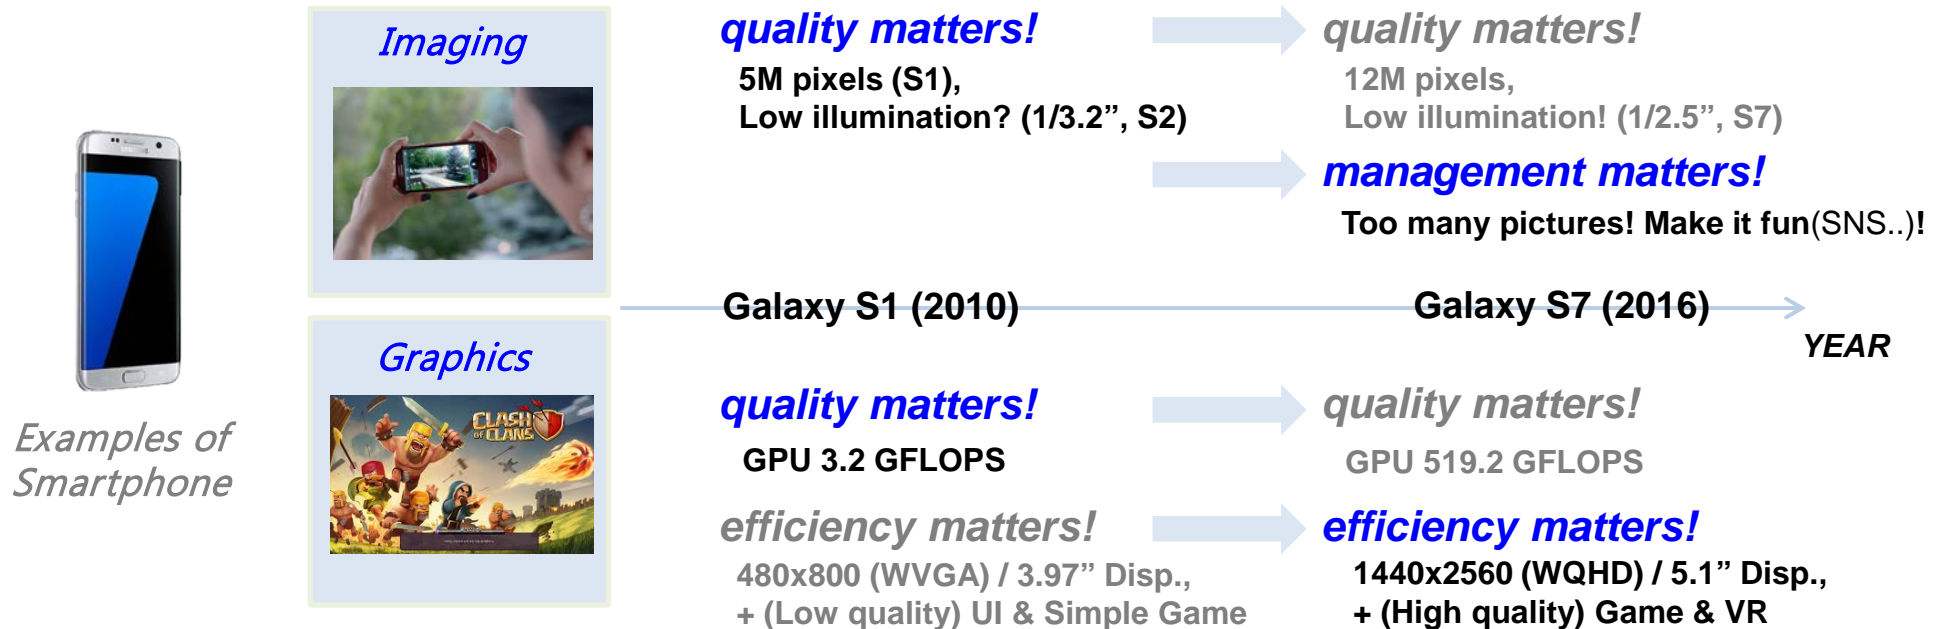 Imaging
quality matters!
5M pixels (S1),
Low illumination? (1/3.2”, S2)
quality matters!
12M pixels,
Low illumination! (1/2.5”, S7)
management matters!
Too many pictures! Make it fun(SNS..)!
Galaxy S1 (2010)
Galaxy S7 (2016)
YEAR
Examples of
Smartphone
Graphics
CLASH
OF CLANS
quality matters!
GPU 3.2 GFLOPS
quality matters!
GPU 519.2 GFLOPS
efficiency matters!
480x800 (WVGA) / 3.97” Disp.,
+ (Low quality) UI & Simple Game
efficiency matters!
1440x2560 (WQHD) / 5.1” Disp.,
+ (High quality) Game & VR